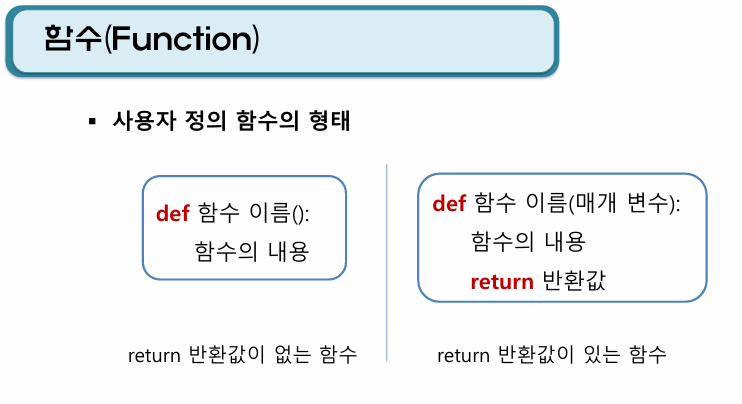 함수(Function)
▪ 사용자 정의 함수의 형태
def 함수 이름():
함수의 내용
return 반환값이 없는 함수
def 함수 이름(매개 변수):
함수의 내용
return 반환값
return 반환값이 있는 함수